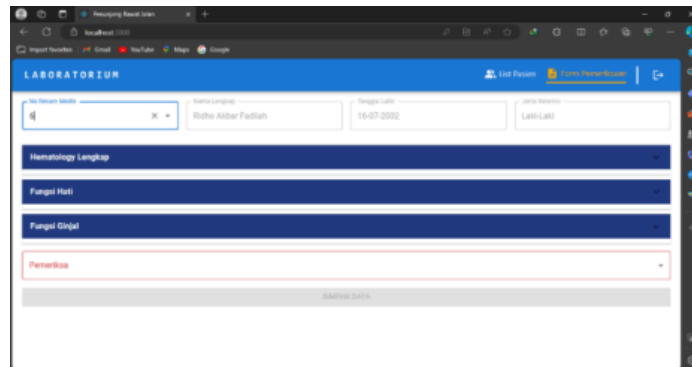 Penunjang Rawat Jalan
localhost:3000
Import favorites Gmail YouTube Maps Google
LABORATORIUM List Pasien Form Pemeriksaan
No Rekam Medis Nama Lengkap Tanggal Lahir Jenis Kelamin
6 Ridho Akbar Fadilah 16-07-2002 Laki-Laki
Hematology Lengkap
Fungsi Hati
Fungsi Ginjal
Pemeriksa
SIMPAN DATA